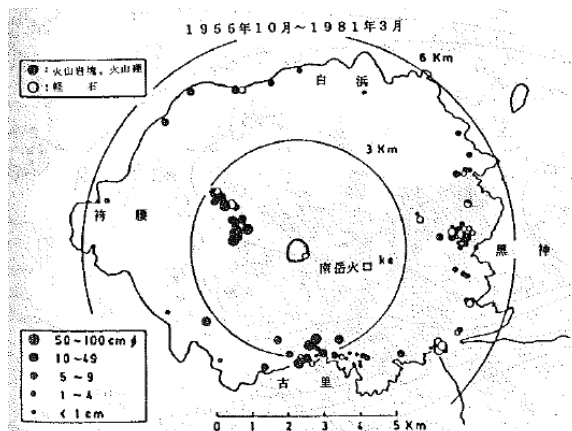 1956年10月～1981年3月
●：火山岩塊、火山礫
○：軽石
6 Km
白浜
3 Km
袴腰
南岳火口
黒神
50～100cm φ
10～49
5～9
1～4
<1cm
古里
0 1 2 3 4 5 Km